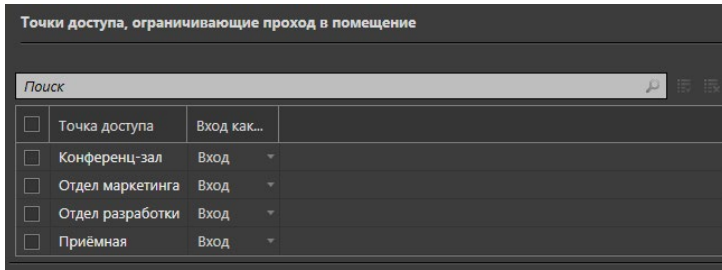 Точки доступа, ограничивающие проход в помещение
Поиск
Точка доступа Вход как...
Конференц-зал Вход
Отдел маркетинга Вход
Отдел разработки Вход
Приёмная Вход